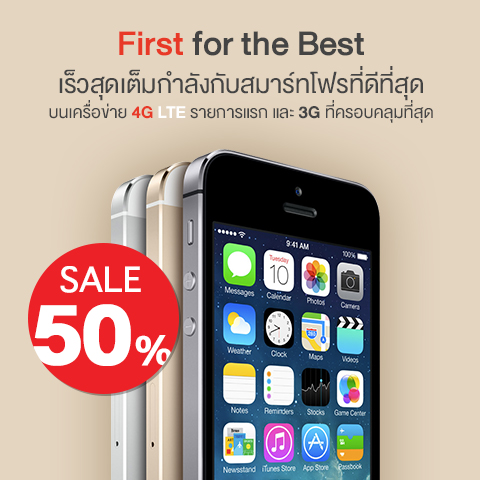 First for the Best
เร็วสุดเต็มกำลังกับสมาร์ทโฟรที่ดีที่สุด
บนเครื่อข่าย 4G LTE รายการแรก และ 3G ที่ครอบคลุมที่สุด
9:41 AM 100%
Tuesday
10
Messages Calendar Photos Camera
Weather Clock Maps Videos
Notes Reminders Stocks Game Center
Newsstand iTunes Store App Store Passbook
SALE
50%